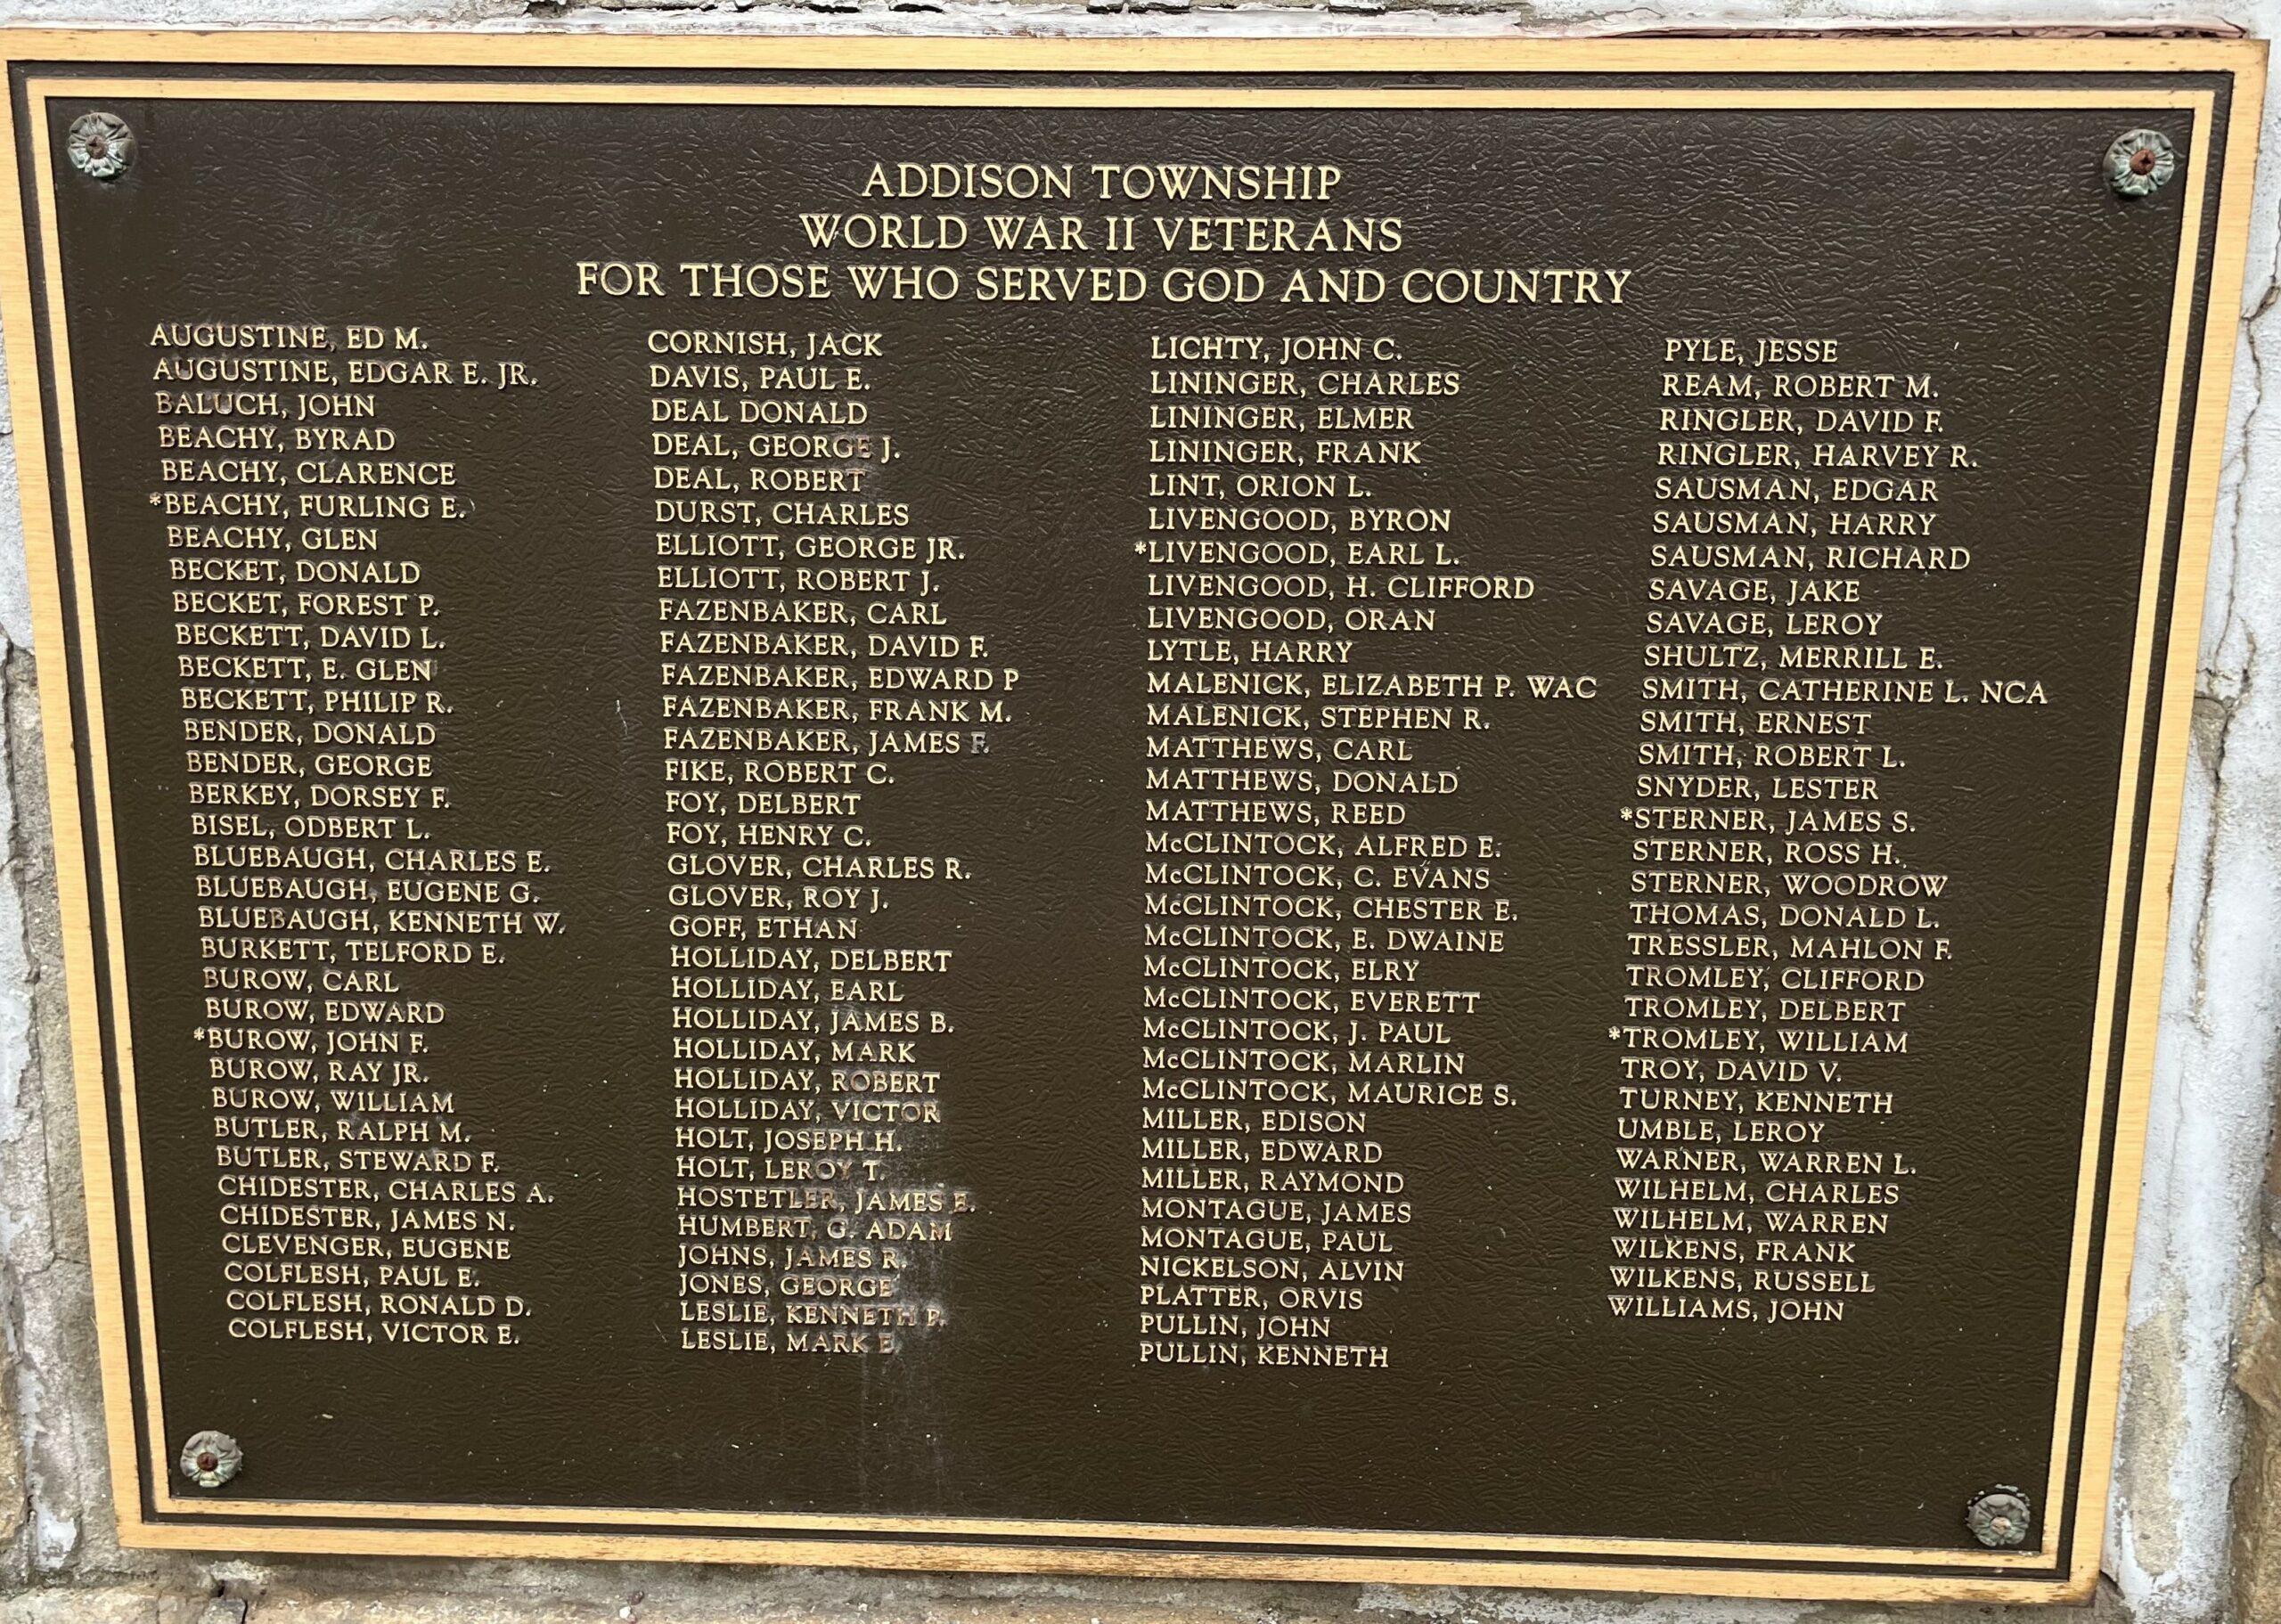 ADDISON TOWNSHIP
WORLD WAR II VETERANS
FOR THOSE WHO SERVED GOD AND COUNTRY
AUGUSTINE, ED M.
AUGUSTINE, EDGAR E. JR.
BALUCH, JOHN
BEACHY, BYRAD
BEACHY, CLARENCE
*BEACHY, FURLING E.
BEACHY, GLEN
BECKET, DONALD
BECKET, FOREST P.
BECKETT, DAVID L.
BECKETT, E. GLEN
BECKETT, PHILIP R.
BENDER, DONALD
BENDER, GEORGE
BERKEY, DORSEY F.
BISEL, ODBERT L.
BLUEBAUGH, CHARLES E.
BLUEBAUGH, EUGENE G.
BLUEBAUGH, KENNETH W.
BURKETT, TELFORD E.
BUROW, CARL
BUROW, EDWARD
*BUROW, JOHN F.
BUROW, RAY JR.
BUROW, WILLIAM
BUTLER, RALPH M.
BUTLER, STEWARD F.
CHIDESTER, CHARLES A.
CHIDESTER, JAMES N.
CLEVENGER, EUGENE
COLFLESH, PAUL E.
COLFLESH, RONALD D.
COLFLESH, VICTOR E.
CORNISH, JACK
DAVIS, PAUL E.
DEAL DONALD
DEAL, GEORGE J.
DEAL, ROBERT
DURST, CHARLES
ELLIOTT, GEORGE JR.
ELLIOTT, ROBERT J.
FAZENBAKER, CARL
FAZENBAKER, DAVID F.
FAZENBAKER, EDWARD P
FAZENBAKER, FRANK M.
FAZENBAKER, JAMES F.
FIKE, ROBERT C.
FOY, DELBERT
FOY, HENRY C.
GLOVER, CHARLES R.
GLOVER, ROY J.
GOFF, ETHAN
HOLLIDAY, DELBERT
HOLLIDAY, EARL
HOLLIDAY, JAMES B.
HOLLIDAY, MARK
HOLLIDAY, ROBERT
HOLLIDAY, VICTOR
HOLT, JOSEPH H.
HOLT, LEROY T.
HOSTETLER, JAMES E.
HUMBERT, G. ADAM
JOHNS, JAMES R.
JONES, GEORGE
LESLIE, KENNETH P.
LESLIE, MARK E.
LICHTY, JOHN C.
LININGER, CHARLES
LININGER, ELMER
LININGER, FRANK
LINT, ORION L.
LIVENGOOD, BYRON
*LIVENGOOD, EARL L.
LIVENGOOD, H. CLIFFORD
LIVENGOOD, ORAN
LYTLE, HARRY
MALENICK, ELIZABETH P. WAC
MALENICK, STEPHEN R.
MATTHEWS, CARL
MATTHEWS, DONALD
MATTHEWS, REED
McCLINTOCK, ALFRED E.
McCLINTOCK, C. EVANS
McCLINTOCK, CHESTER E.
McCLINTOCK, E. DWAINE
McCLINTOCK, ELRY
McCLINTOCK, EVERETT
McCLINTOCK, J. PAUL
McCLINTOCK, MARLIN
McCLINTOCK, MAURICE S.
MILLER, EDISON
MILLER, EDWARD
MILLER, RAYMOND
MONTAGUE, JAMES
MONTAGUE, PAUL
NICKELSON, ALVIN
PLATTER, ORVIS
PULLIN, JOHN
PULLIN, KENNETH
PYLE, JESSE
REAM, ROBERT M.
RINGLER, DAVID F.
RINGLER, HARVEY R.
SAUSMAN, EDGAR
SAUSMAN, HARRY
SAUSMAN, RICHARD
SAVAGE, JAKE
SAVAGE, LEROY
SHULTZ, MERRILL E.
SMITH, CATHERINE L. NCA
SMITH, ERNEST
SMITH, ROBERT L.
SNYDER, LESTER
*STERNER, JAMES S.
STERNER, ROSS H.
STERNER, WOODROW
THOMAS, DONALD L.
TRESSLER, MAHLON F.
TROMLEY, CLIFFORD
TROMLEY, DELBERT
*TROMLEY, WILLIAM
TROY, DAVID V.
TURNEY, KENNETH
UMBLE, LEROY
WARNER, WARREN L.
WILHELM, CHARLES
WILHELM, WARREN
WILKENS, FRANK
WILKENS, RUSSELL
WILLIAMS, JOHN